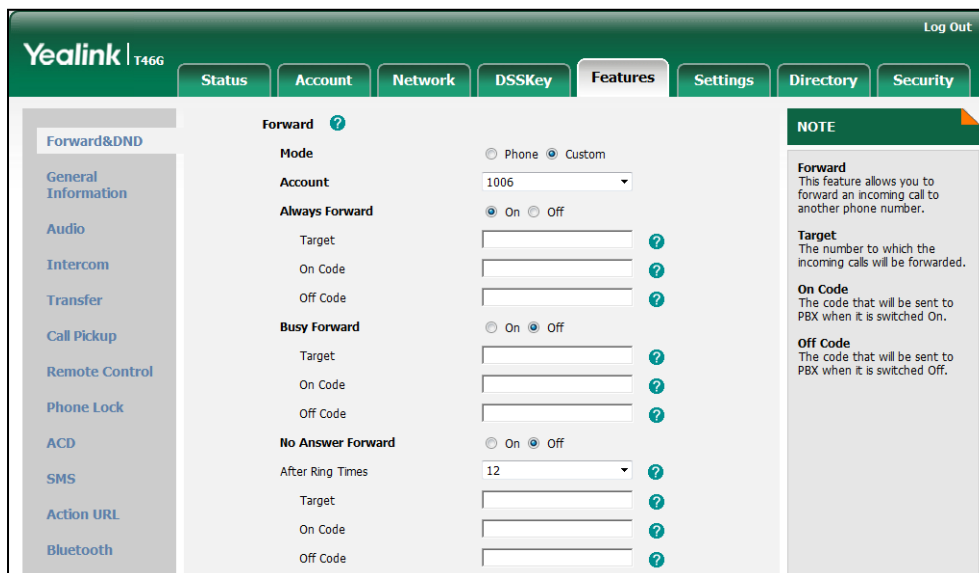 Log Out
Yealink T46G
Status Account Network DSSKey Features Settings Directory Security
Forward&DND
General
Information
Audio
Intercom
Transfer
Call Pickup
Remote Control
Phone Lock
ACD
SMS
Action URL
Bluetooth
Forward ?
Mode Phone Custom
Account 1006
Always Forward On Off
Target ?
On Code ?
Off Code ?
Busy Forward On Off
Target ?
On Code ?
Off Code ?
No Answer Forward On Off
After Ring Times 12 ?
Target ?
On Code ?
Off Code ?
NOTE
Forward
This feature allows you to
forward an incoming call to
another phone number.
Target
The number to which the
incoming calls will be forwarded.
On Code
The code that will be sent to
PBX when it is switched On.
Off Code
The code that will be sent to
PBX when it is switched Off.